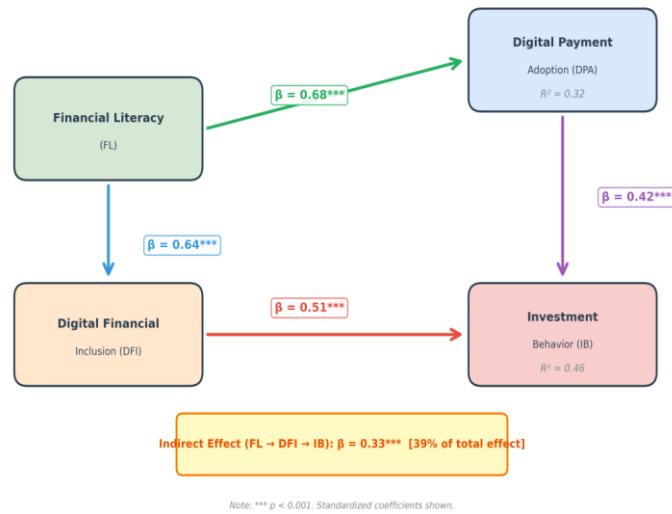 Digital Payment
Adoption (DPA)
R² = 0.32
β = 0.68***
Financial Literacy
(FL)
β = 0.42***
β = 0.64***
β = 0.51***
Digital Financial
Inclusion (DFI)
Investment
Behavior (IB)
R² = 0.46
Indirect Effect (FL → DFI → IB): β = 0.33*** [39% of total effect]
Note: *** p < 0.001. Standardized coefficients shown.